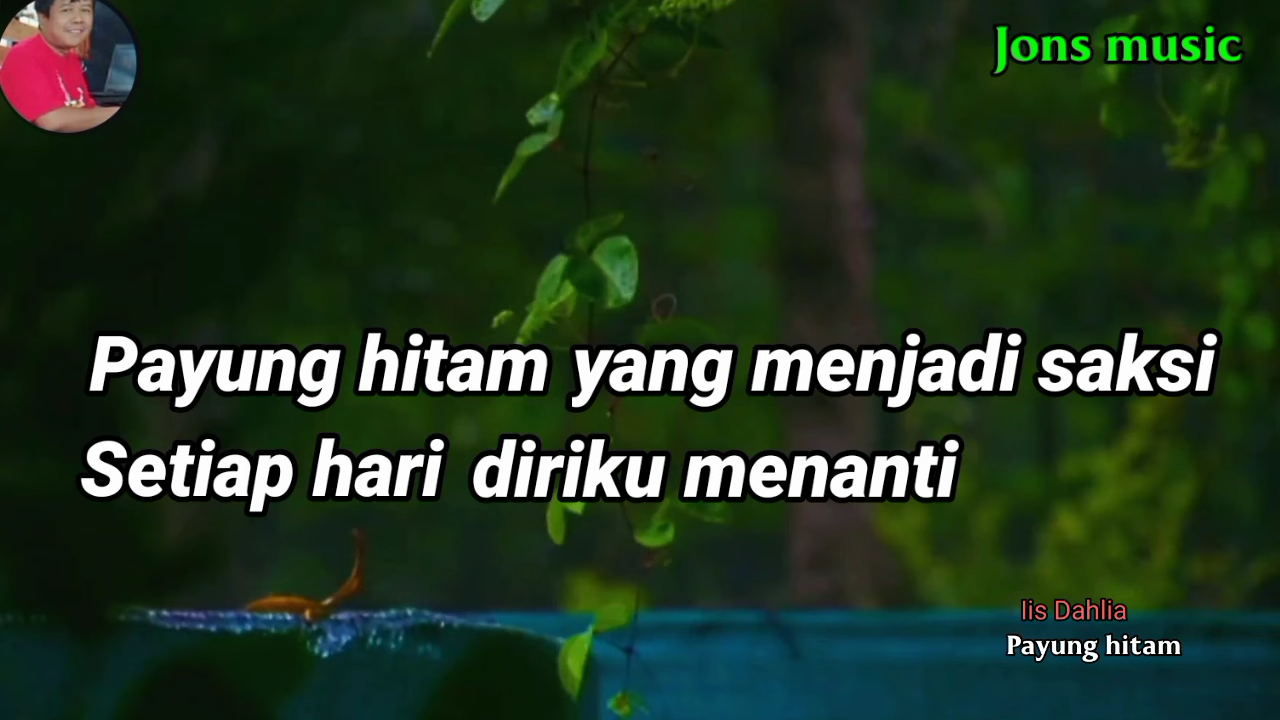 Jons music
Payung hitam yang menjadi saksi
Setiap hari diriku menanti
Iis Dahlia
Payung hitam